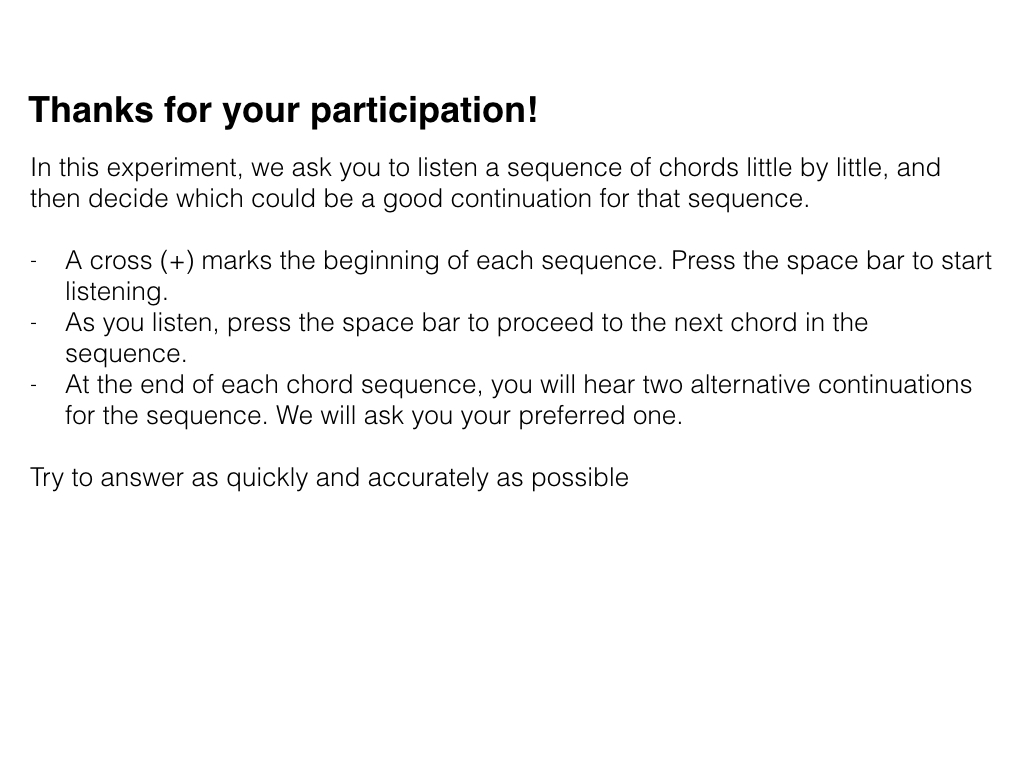 Thanks for your participation!
In this experiment, we ask you to listen a sequence of chords little by little, and
then decide which could be a good continuation for that sequence.
- A cross (+) marks the beginning of each sequence. Press the space bar to start
listening.
- As you listen, press the space bar to proceed to the next chord in the
sequence.
- At the end of each chord sequence, you will hear two alternative continuations
for the sequence. We will ask you your preferred one.
Try to answer as quickly and accurately as possible